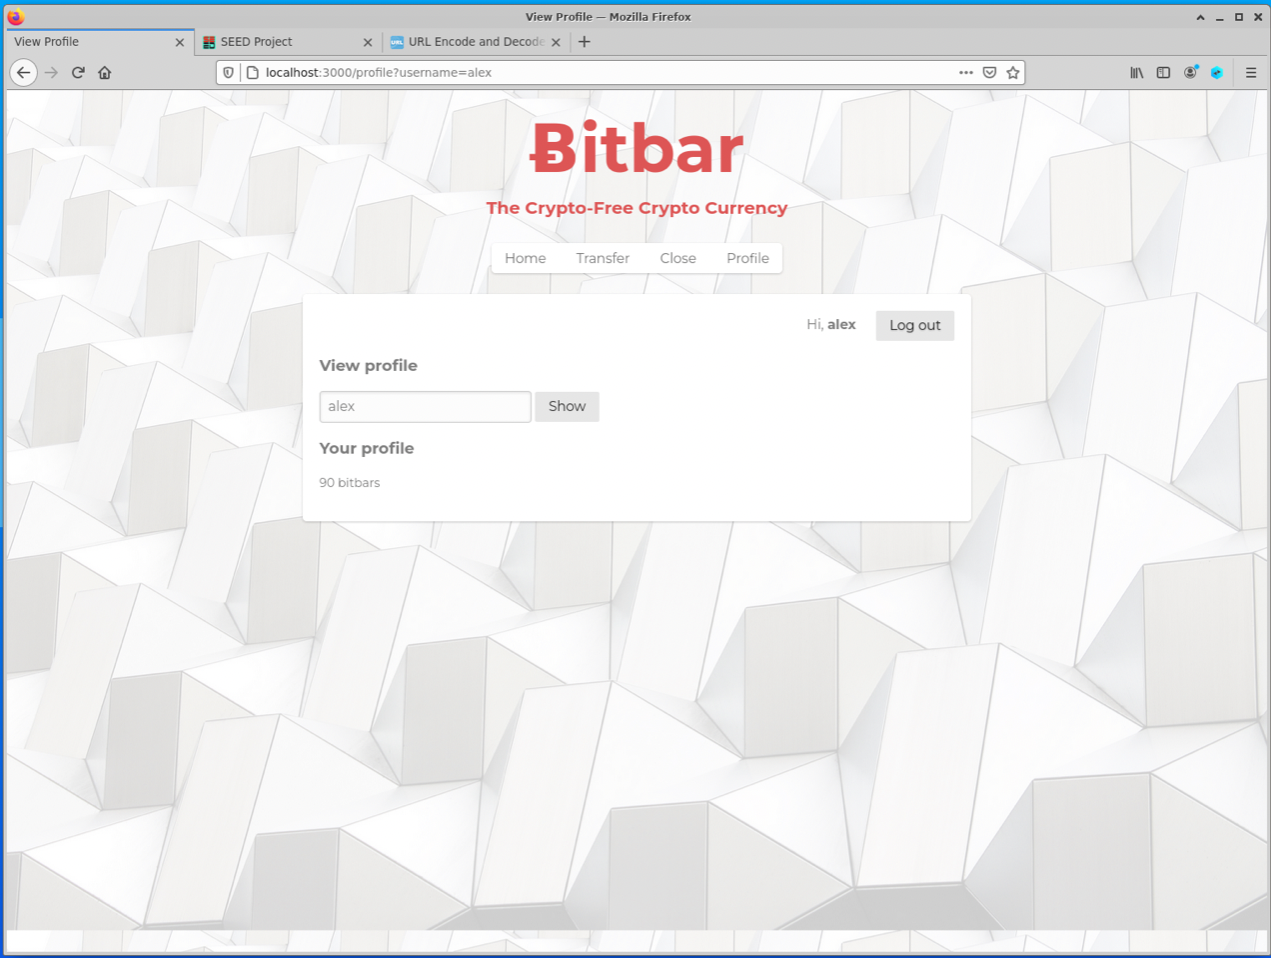 View Profile — Mozilla Firefox
View Profile
SEED Project
URL Encode and Decode
localhost:3000/profile?username=alex
Ƀitbar
The Crypto-Free Crypto Currency
Home Transfer Close Profile
Hi, alex Log out
View profile
alex Show
Your profile
90 bitbars